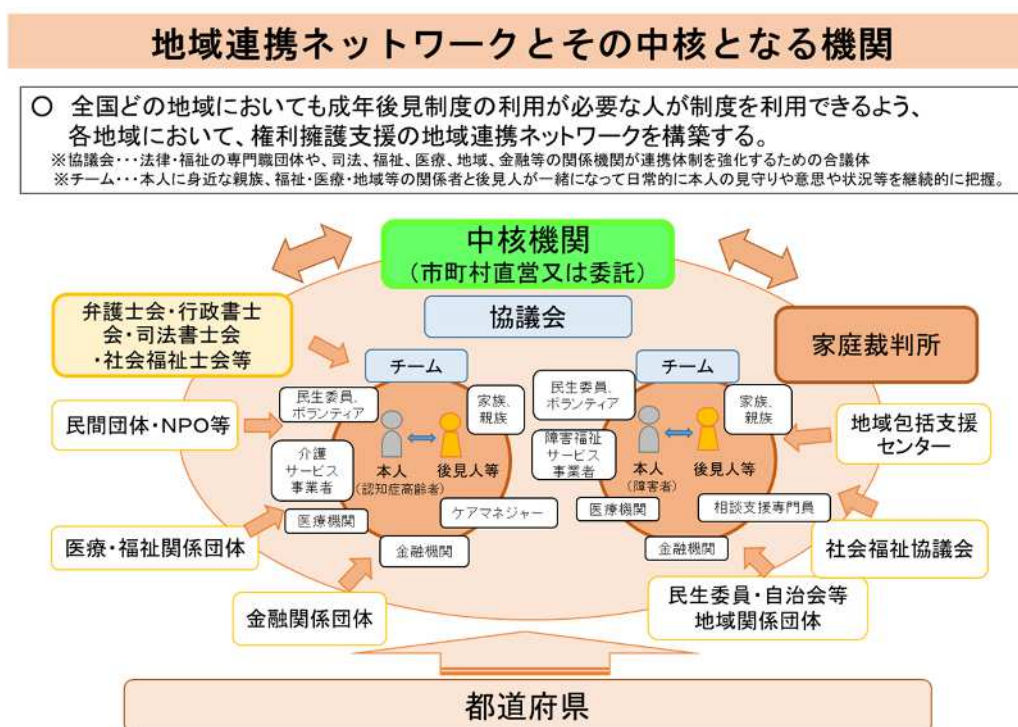 地域連携ネットワークとその中核となる機関
〇 全国どの地域においても成年後見制度の利用が必要な人が制度を利用できるよう、
各地域において、権利擁護支援の地域連携ネットワークを構築する。
※協議会・・・法律・福祉の専門職団体や、司法、福祉、医療、地域、金融等の関係機関が連携体制を強化するための合議体
※チーム・・・本人に身近な親族、福祉・医療・地域等の関係者と後見人が一緒になって日常的に本人の見守りや意思や状況等を継続的に把握。
中核機関
（市町村直営又は委託）
協議会
弁護士会・行政書士
会・司法書士会
・社会福祉士会等
家庭裁判所
チーム
民生委員、
ボランティア
家族、
親族
介護
サービス
事業者
本人
（認知症高齢者）
後見人等
医療機関
ケアマネジャー
金融機関
チーム
民生委員、
ボランティア
家族、
親族
障害福祉
サービス
事業者
本人
（障害者）
後見人等
医療機関
相談支援専門員
金融機関
民間団体・NPO等
地域包括支援
センター
医療・福祉関係団体
社会福祉協議会
金融関係団体
民生委員・自治会等
地域関係団体
都道府県